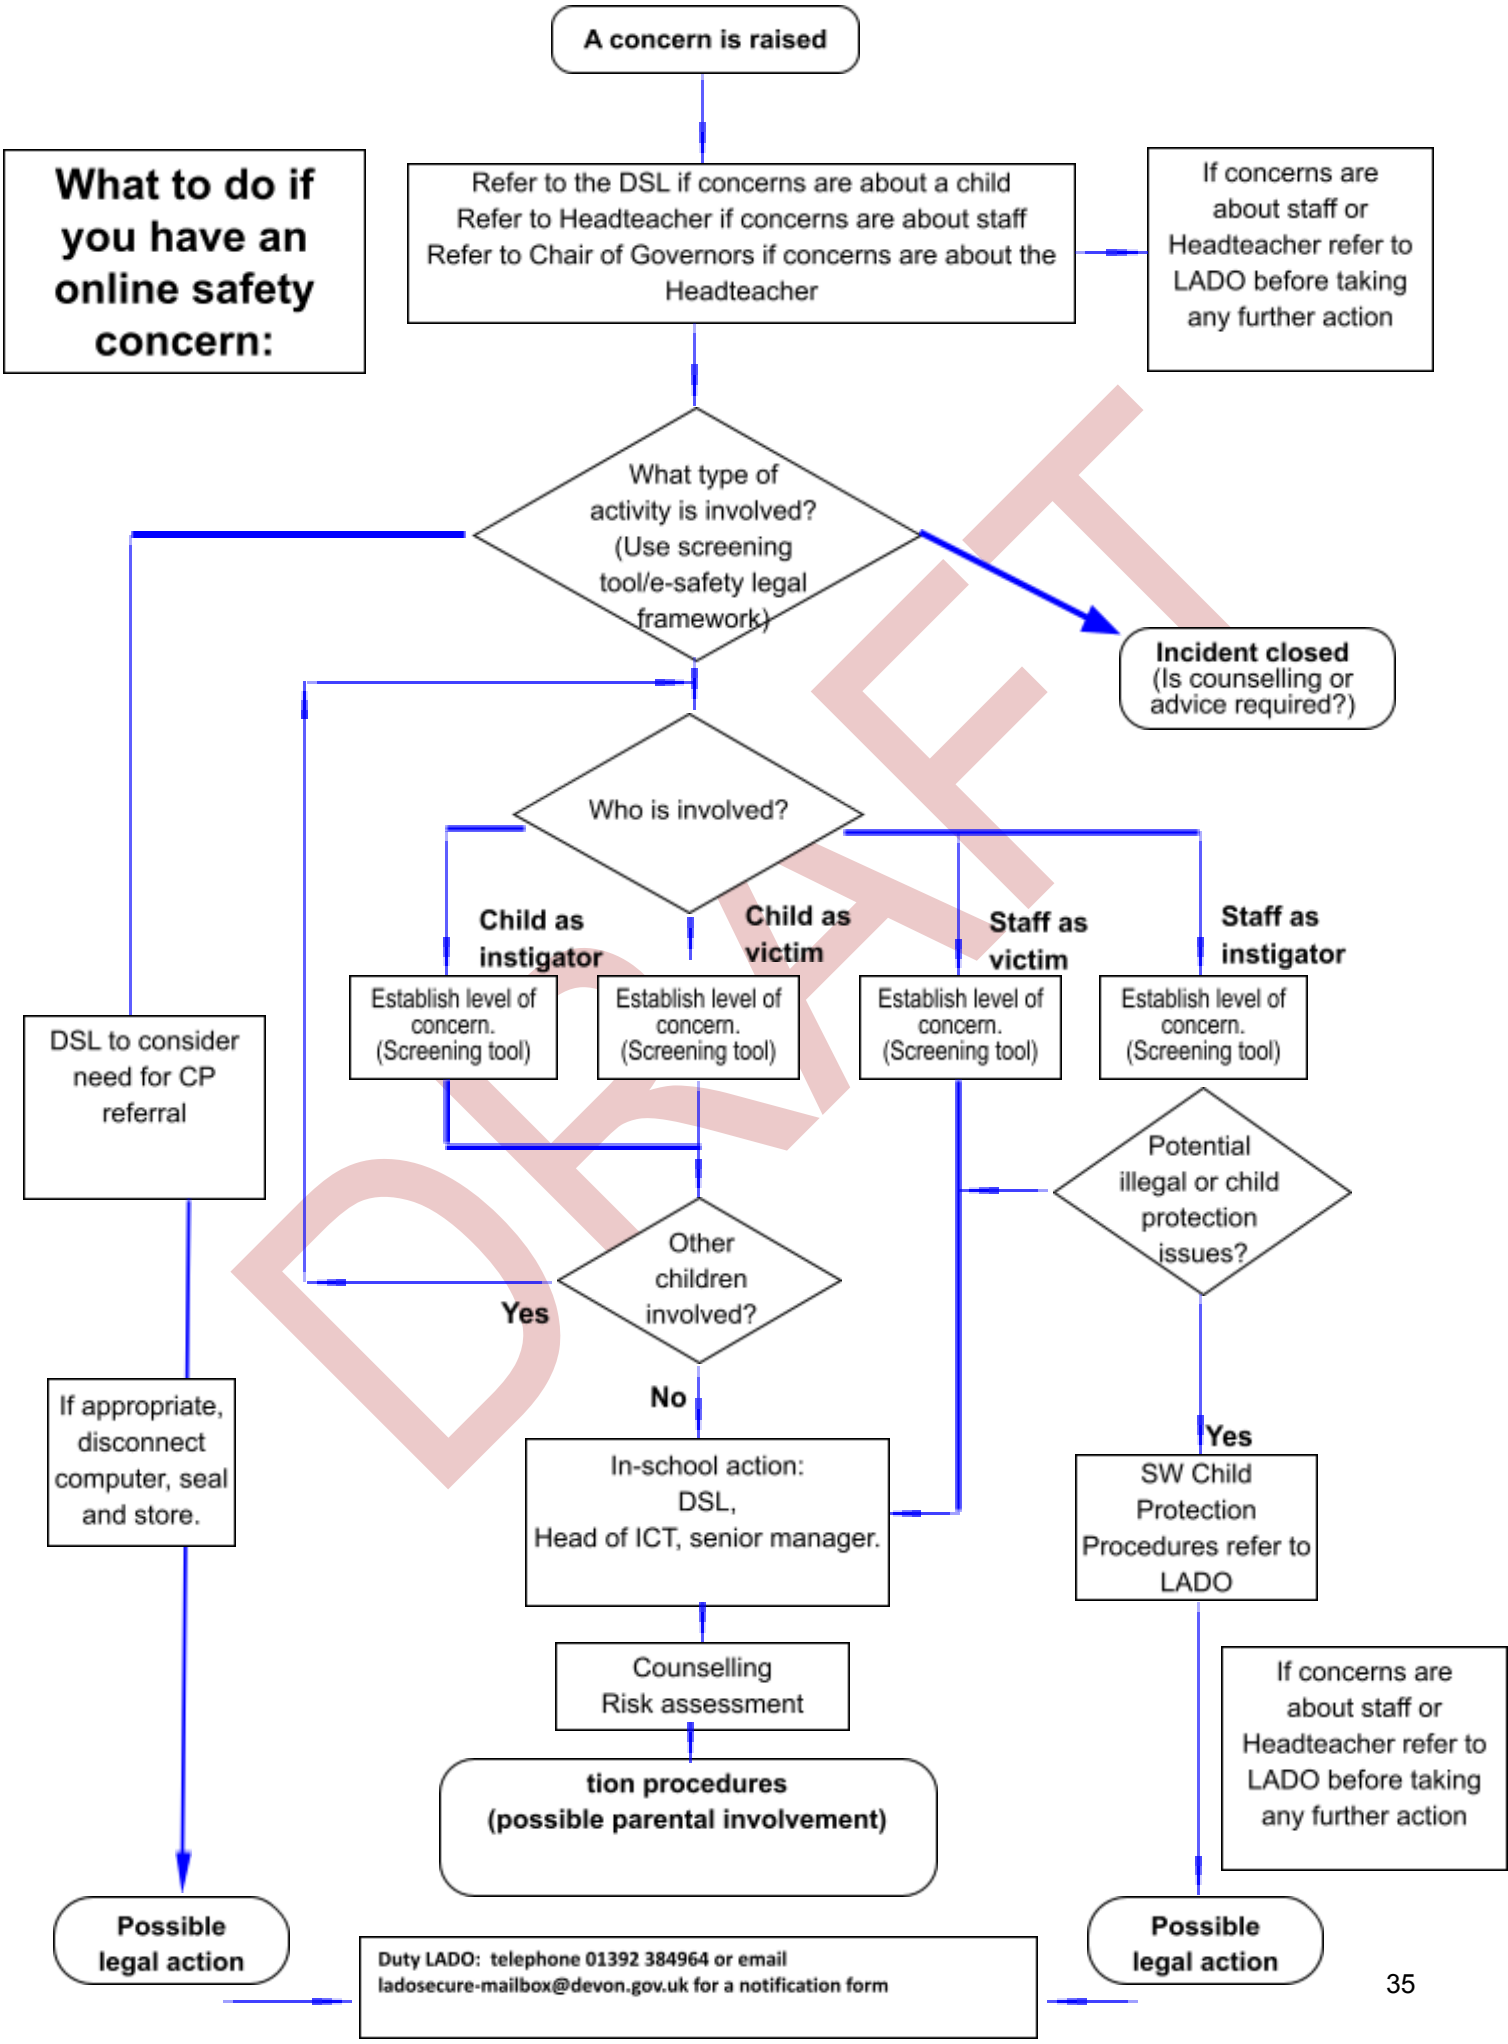 A concern is raised
What to do if
you have an
online safety
concern:
Refer to the DSL if concerns are about a child
Refer to Headteacher if concerns are about staff
Refer to Chair of Governors if concerns are about the
Headteacher
If concerns are
about staff or
Headteacher refer to
LADO before taking
any further action
What type of
activity is involved?
(Use screening
tool/e-safety legal
framework)
Incident closed
(Is counselling or
advice required?)
Who is involved?
Child as
instigator
Child as
victim
Staff as
victim
Staff as
instigator
Establish level of
concern.
(Screening tool)
Establish level of
concern.
(Screening tool)
Establish level of
concern.
(Screening tool)
Establish level of
concern.
(Screening tool)
DSL to consider
need for CP
referral
Potential
illegal or child
protection
issues?
Other
children
involved?
Yes
No
If appropriate,
disconnect
computer, seal
and store.
In-school action:
DSL,
Head of ICT, senior manager.
Yes
SW Child
Protection
Procedures refer to
LADO
Counselling
Risk assessment
If concerns are
about staff or
Headteacher refer to
LADO before taking
any further action
tion procedures
(possible parental involvement)
Possible
legal action
Possible
legal action
Duty LADO: telephone 01392 384964 or email
ladosecure-mailbox@devon.gov.uk for a notification form
35
DRAFT